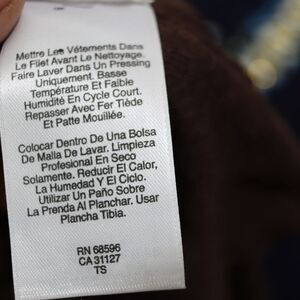 Mettre Les Vêtements Dans
Le Filet Avant Le Nettoyage.
Faire Laver Dans Un Pressing
Uniquement. Basse
Température Et Faible
Humidité En Cycle Court.
Repasser Avec Fer Tiède
Et Patte Mouillée.
Colocar Dentro De Una Bolsa
De Malla De Lavar. Limpieza
Profesional En Seco
Solamente. Reducir El Calor,
La Humedad Y El Ciclo.
Utilizar Un Paño Sobre
La Prenda Al Planchar. Usar
Plancha Tibia.
RN 68596
CA 31127
TS